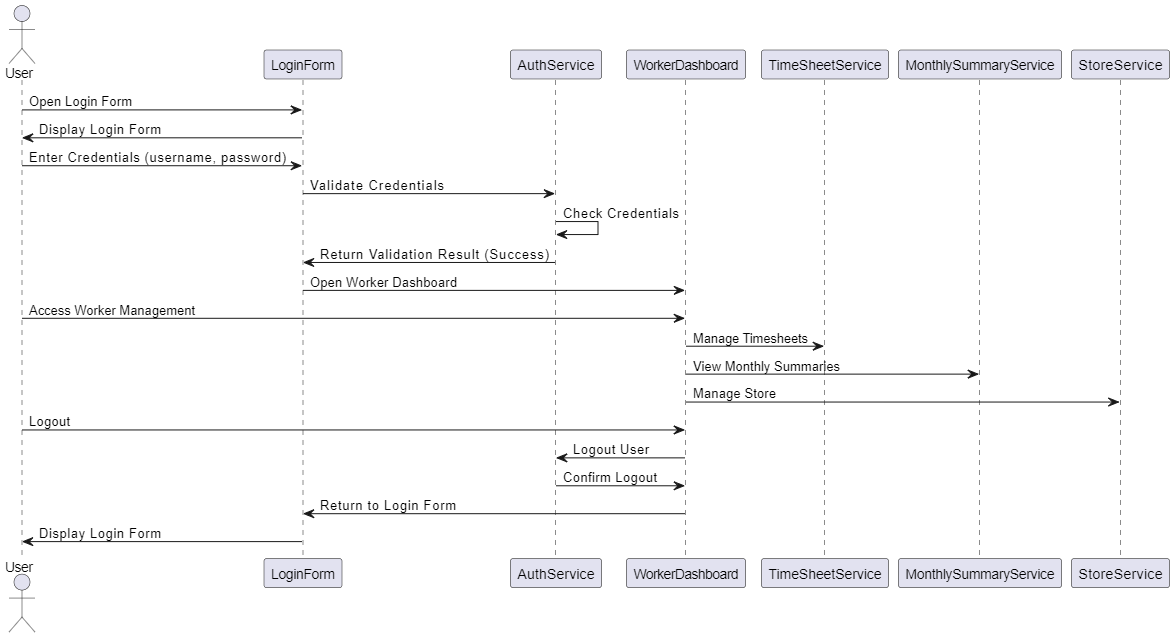 User
LoginForm
AuthService
WorkerDashboard
TimeSheetService
MonthlySummaryService
StoreService
Open Login Form
Display Login Form
Enter Credentials (username, password)
Validate Credentials
Check Credentials
Return Validation Result (Success)
Open Worker Dashboard
Access Worker Management
Manage Timesheets
View Monthly Summaries
Manage Store
Logout
Logout User
Confirm Logout
Return to Login Form
Display Login Form
User
LoginForm
AuthService
WorkerDashboard
TimeSheetService
MonthlySummaryService
StoreService